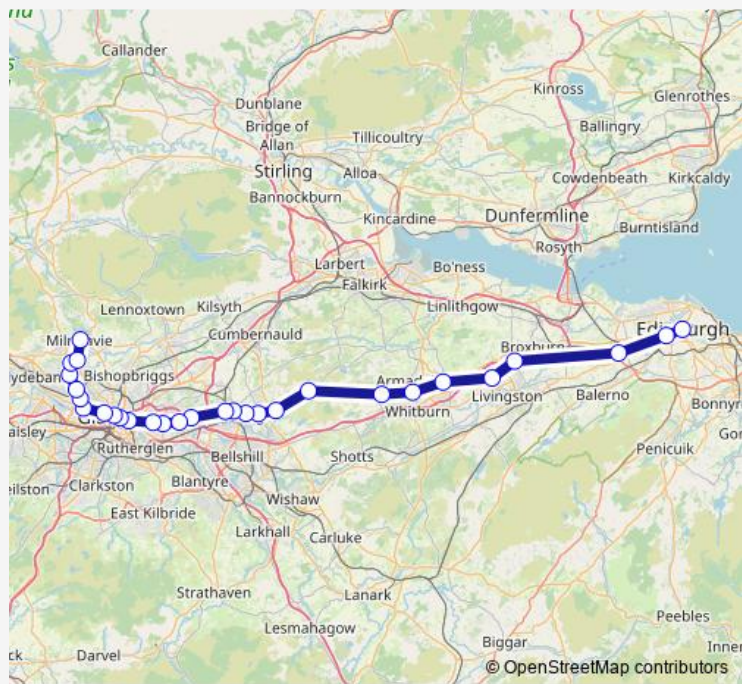 Callander
Glenrothes
Kinross
Dunblane
Ballingry
Bridge of
Allan
Tillicoultry
Stirling
Alloa
Cowdenbeath
Kirkcaldy
Bannockburn
Kincardine
Dunfermline
Burntisland
Rosyth
Larbert
Bo'ness
Falkirk
Lennoxtown
Kilsyth
Linlithgow
Cumbernauld
Edinburgh
Broxburn
Bishopbriggs
Livingston
Balerno
Whitburn
Bonny
Rutherglen
Bellshill
Shotts
Penicuik
Clarkston
Blantyre
Wishaw
East Kilbride
Larkhall
Carluke
Strathaven
Lanark
Peebles
Lesmahagow
Biggar
Darvel
© OpenStreetMap contributors